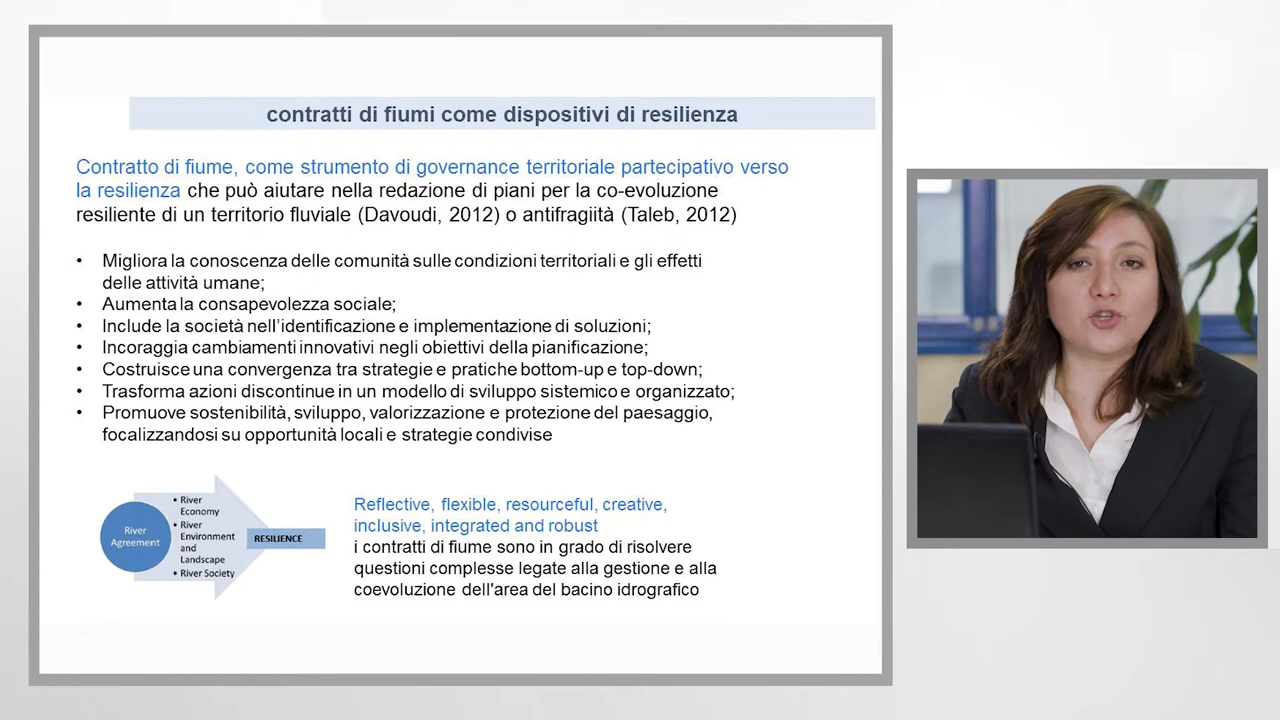 contratti di fiumi come dispositivi di resilienza
Contratto di fiume, come strumento di governance territoriale partecipativo verso
la resilienza che può aiutare nella redazione di piani per la co-evoluzione
resiliente di un territorio fluviale (Davoudi, 2012) o antifragiità (Taleb, 2012)
• Migliora la conoscenza delle comunità sulle condizioni territoriali e gli effetti
delle attività umane;
• Aumenta la consapevolezza sociale;
• Include la società nell'identificazione e implementazione di soluzioni;
• Incoraggia cambiamenti innovativi negli obiettivi della pianificazione;
• Costruisce una convergenza tra strategie e pratiche bottom-up e top-down;
• Trasforma azioni discontinue in un modello di sviluppo sistemico e organizzato;
• Promuove sostenibilità, sviluppo, valorizzazione e protezione del paesaggio,
focalizzandosi su opportunità locali e strategie condivise
River
Agreement
• River
Economy
• River
Environment
and
Landscape
• River Society
RESILIENCE
Reflective, flexible, resourceful, creative,
inclusive, integrated and robust
i contratti di fiume sono in grado di risolvere
questioni complesse legate alla gestione e alla
coevoluzione dell'area del bacino idrografico